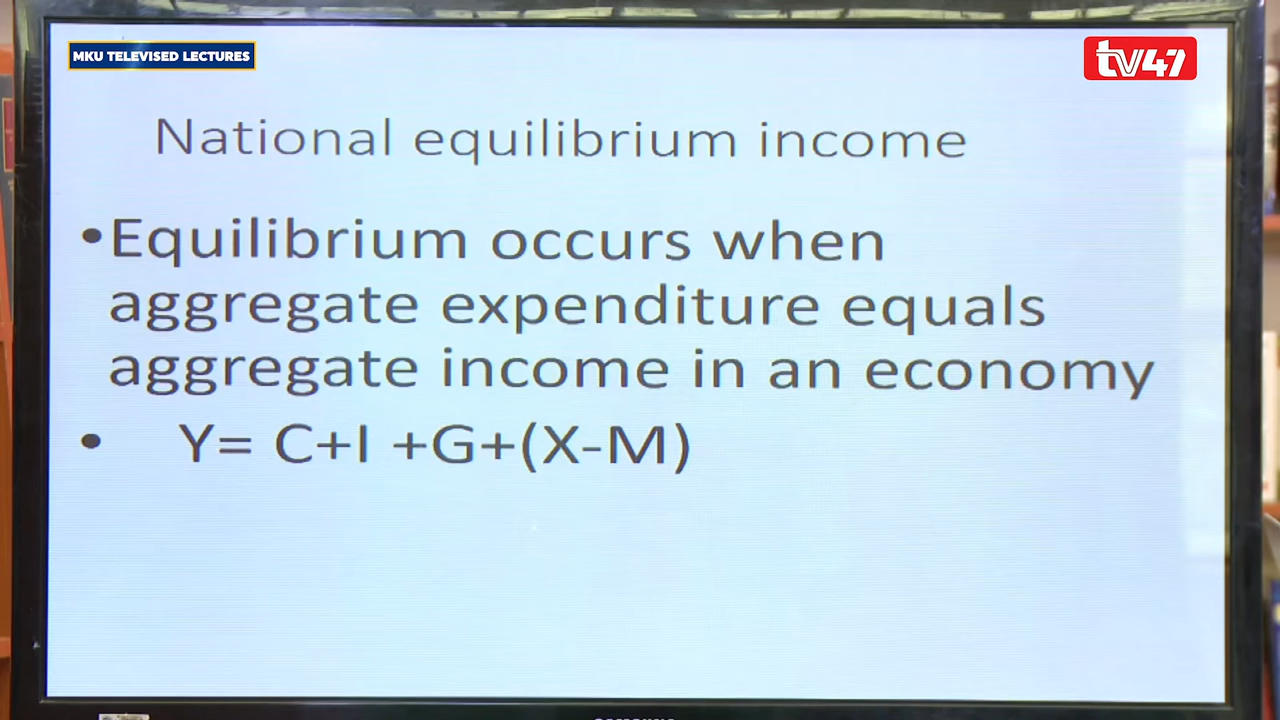 MKU TELEVISED LECTURES
tv47
National equilibrium income
•Equilibrium occurs when
aggregate expenditure equals
aggregate income in an economy
• Y= C+I +G+(X-M)